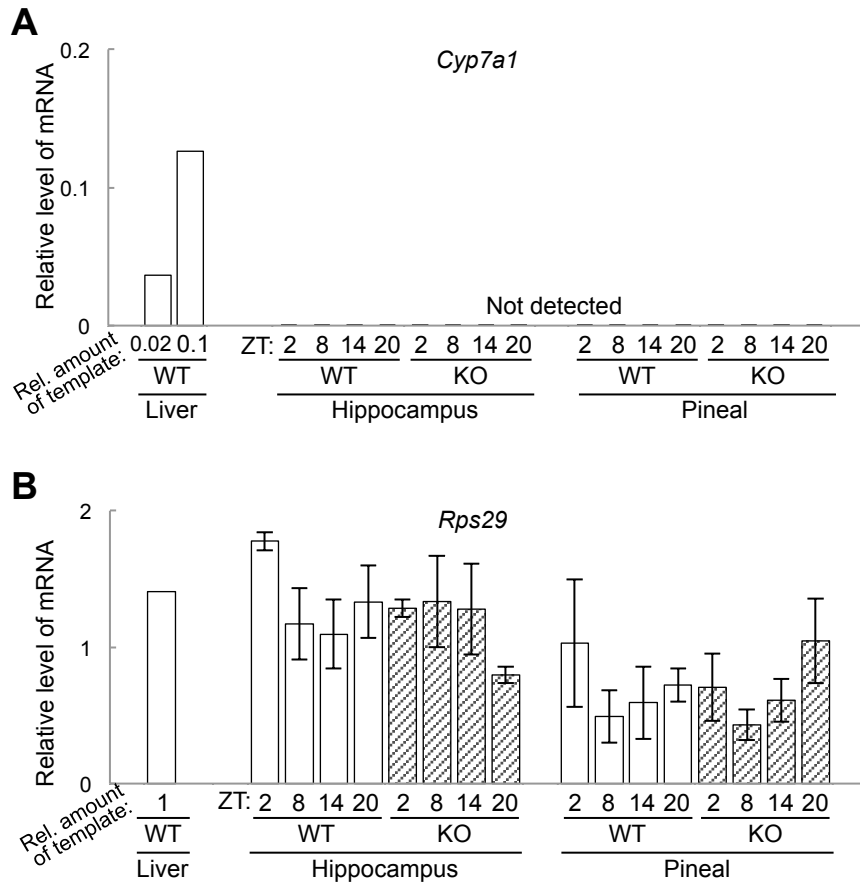 A
Cyp7a1
Relative level of mRNA
0.2
0.1
0
Not detected
Rel. amount
of template:
0.02 0.1 ZT: 2 8 14 20 2 8 14 20 2 8 14 20 2 8 14 20
WT WT KO WT KO
Liver Hippocampus Pineal
B
Rps29
Relative level of mRNA
2
1
0
Rel. amount
of template:
1 ZT: 2 8 14 20 2 8 14 20 2 8 14 20 2 8 14 20
WT WT KO WT KO
Liver Hippocampus Pineal